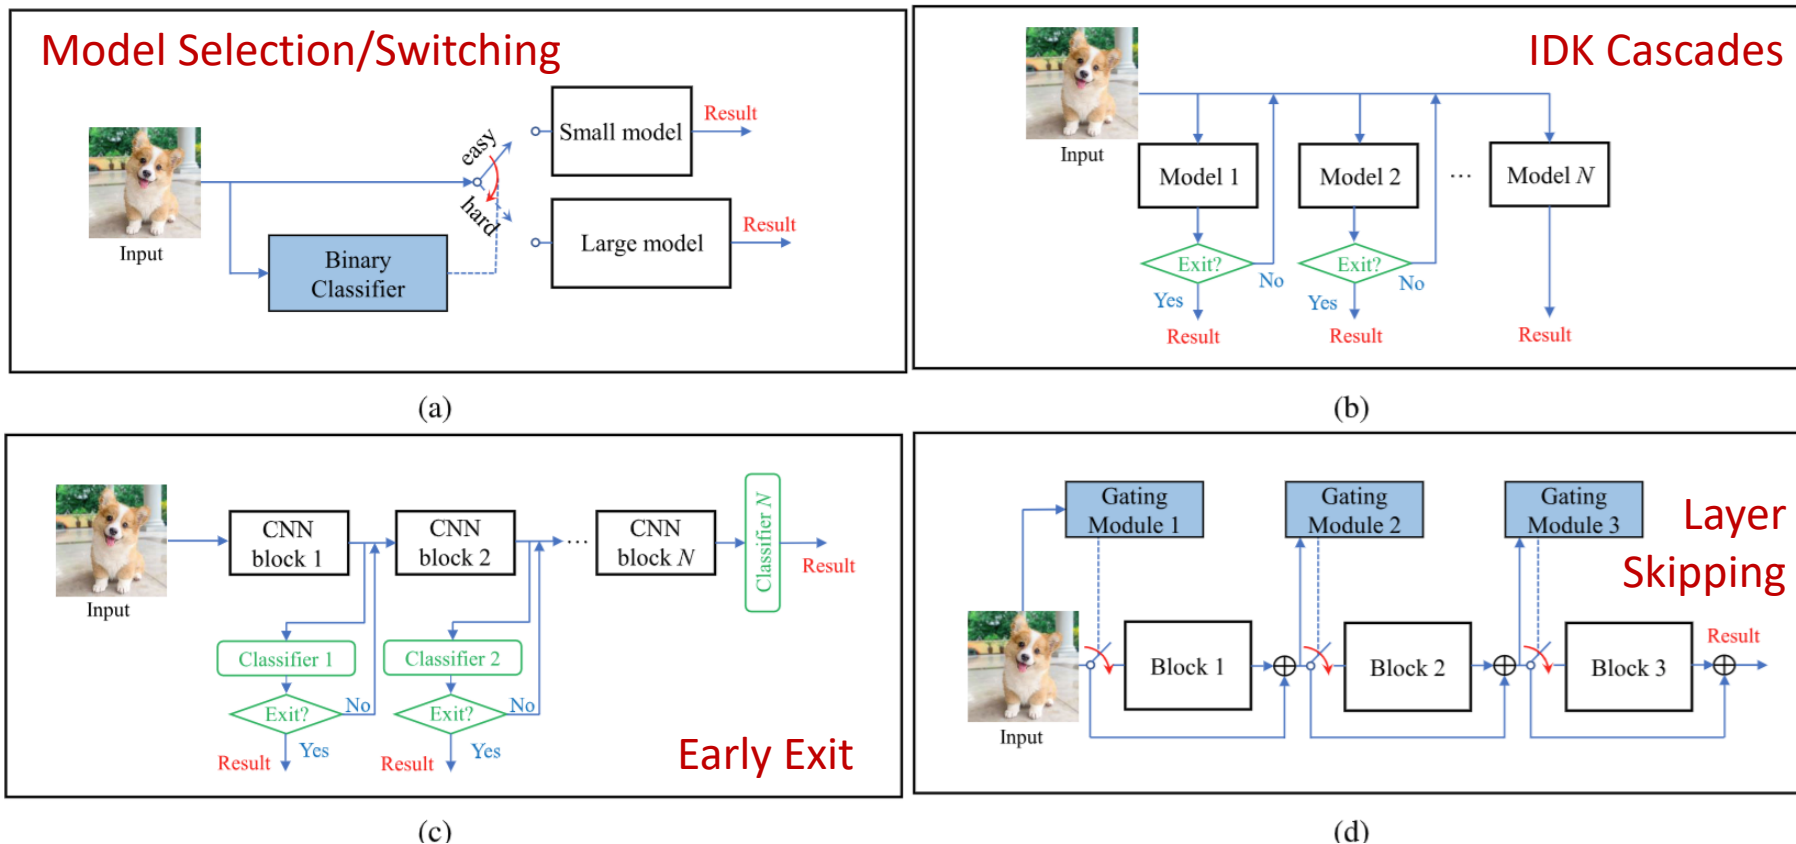 Model Selection/Switching
Input
Binary
Classifier
easy
hard
Small model
Result
Large model
Result
(a)
IDK Cascades
Input
Model 1
Model 2
...
Model N
Exit?
No
Exit?
No
Yes
Yes
Result
Result
Result
(b)
Input
CNN
block 1
CNN
block 2
...
CNN
block N
Classifier N
Result
Classifier 1
Classifier 2
Exit?
No
Exit?
No
Result
Yes
Result
Yes
Early Exit
(c)
Gating
Module 1
Gating
Module 2
Gating
Module 3
Layer
Skipping
Input
Block 1
Block 2
Block 3
Result
(d)